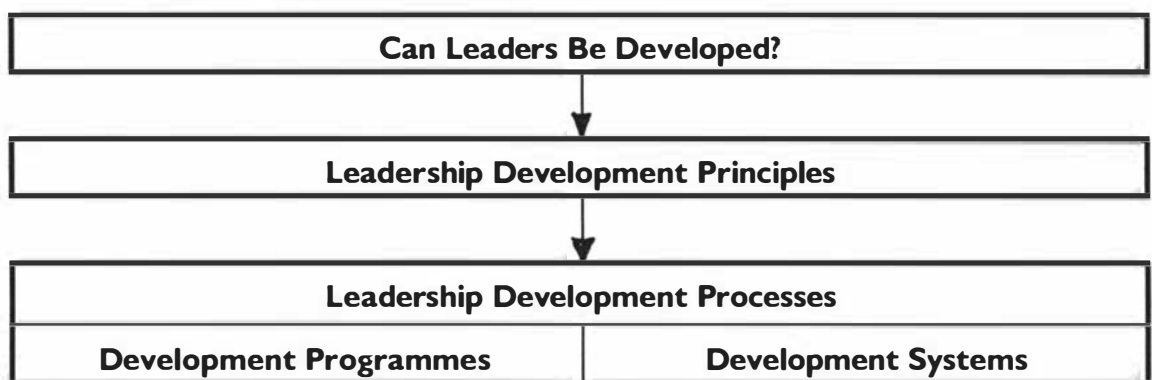 Can Leaders Be Developed?
Leadership Development Principles
Leadership Development Processes
Development Programmes
Development Systems